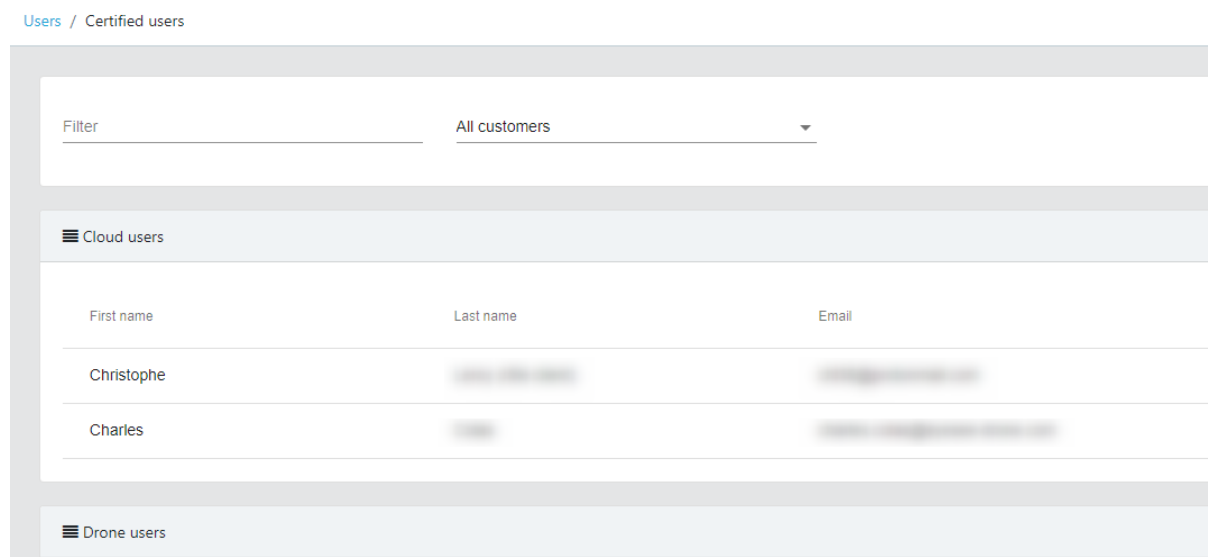 Users / Certified users
Filter All customers
Cloud users
First name Last name Email
Christophe
Charles
Drone users